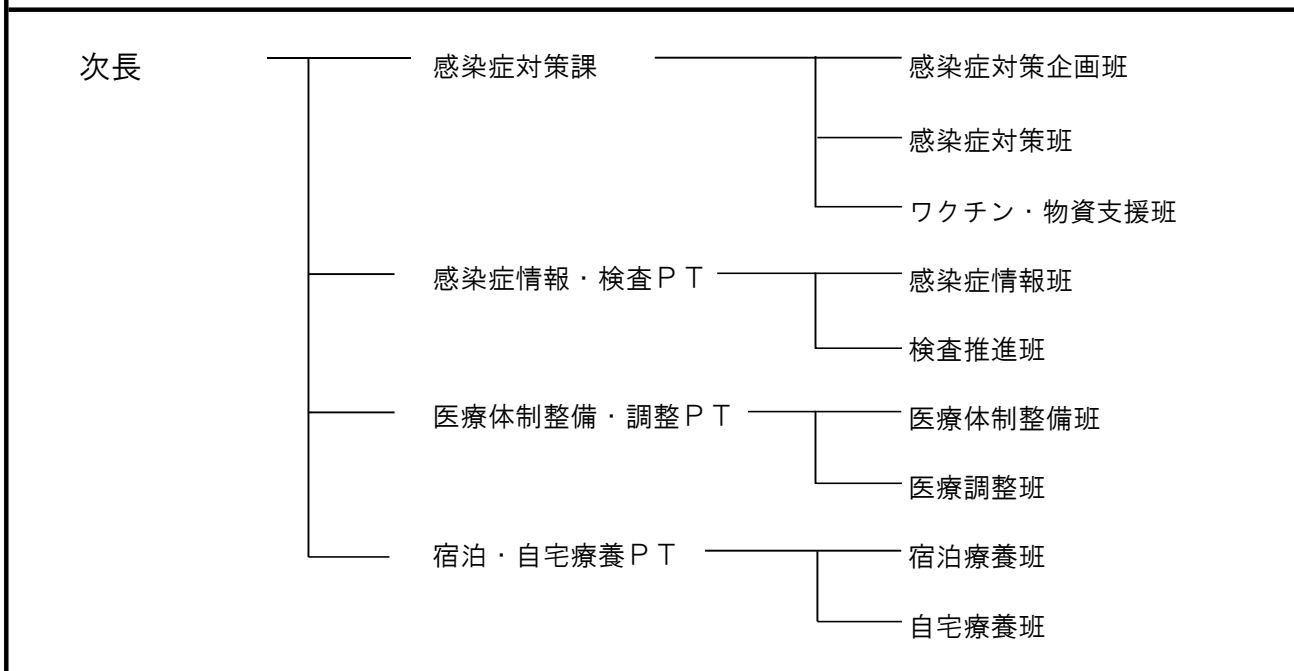 次長 感染症対策課 感染症対策企画班
感染症対策班
ワクチン・物資支援班
感染症情報・検査ＰＴ 感染症情報班
検査推進班
医療体制整備・調整ＰＴ 医療体制整備班
医療調整班
宿泊・自宅療養ＰＴ 宿泊療養班
自宅療養班